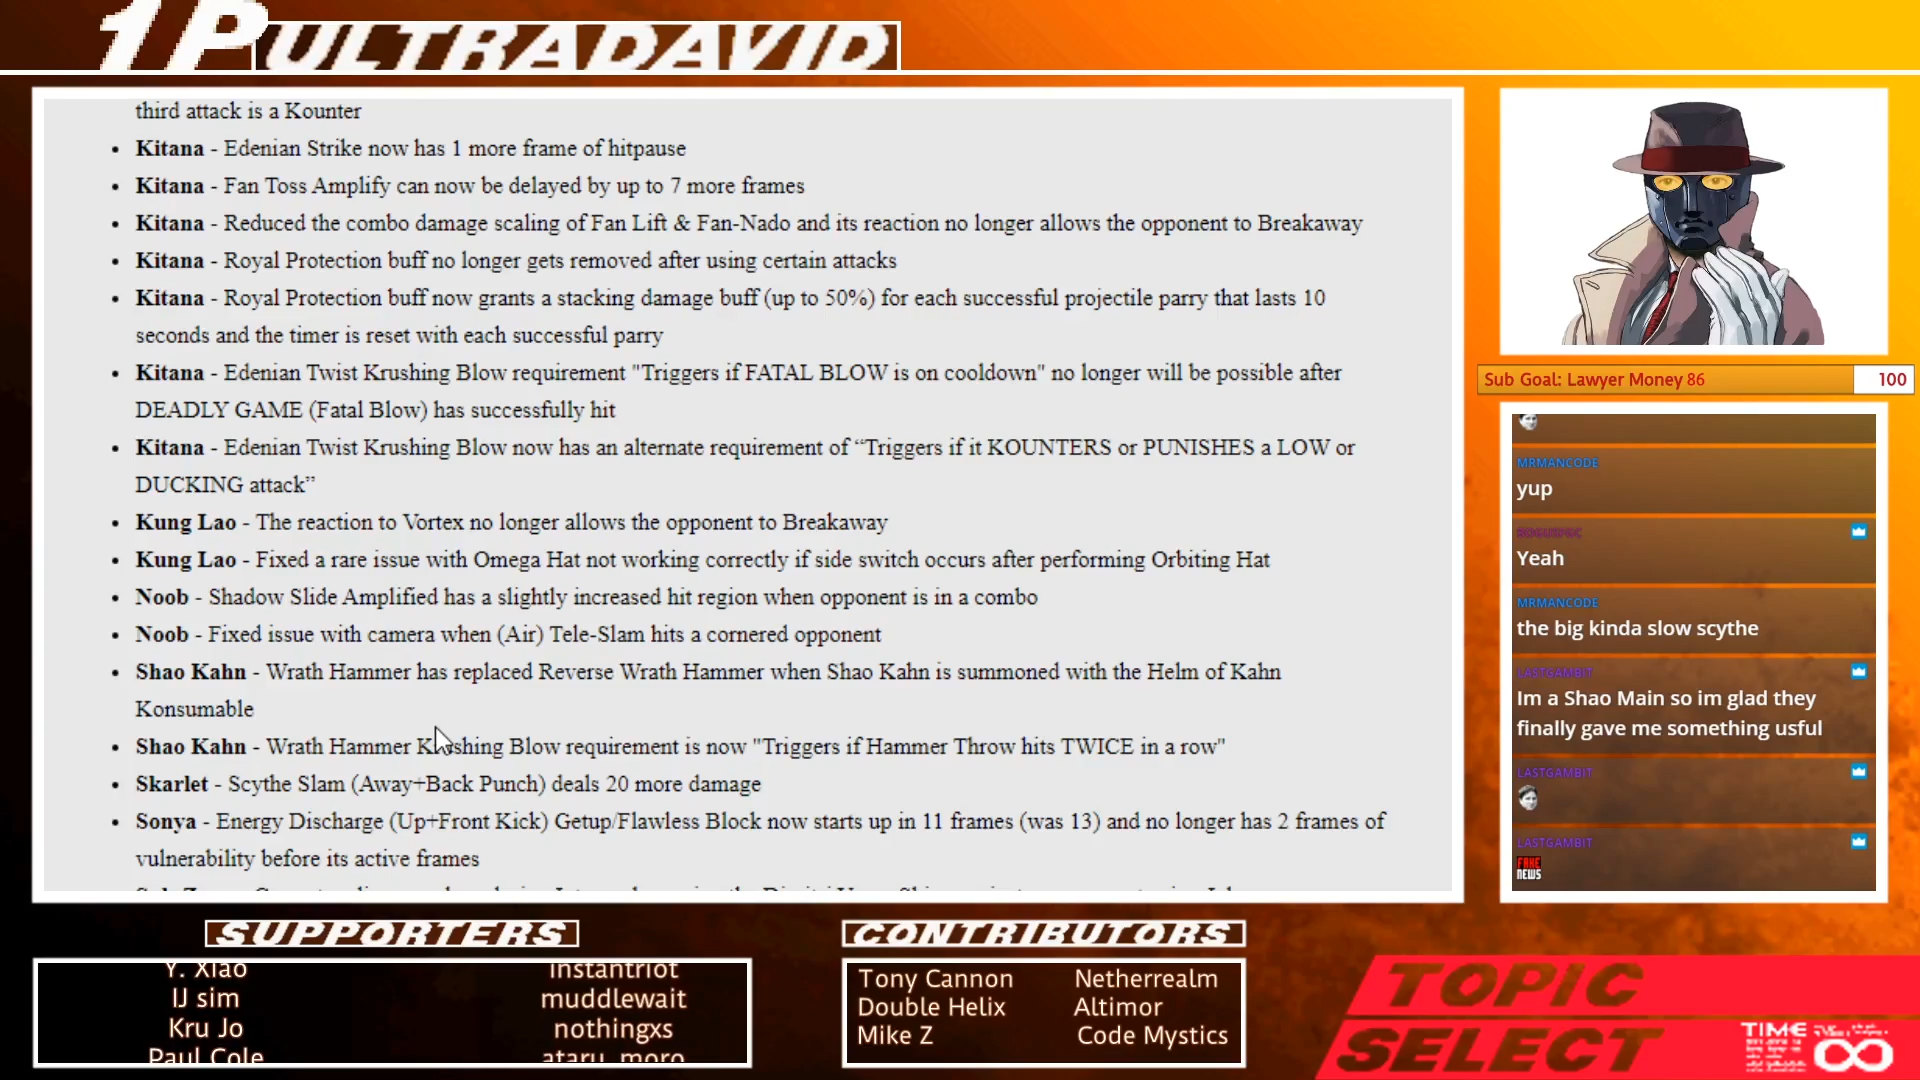 1P ULTRADAVID
third attack is a Kounter
• Kitana - Edenian Strike now has 1 more frame of hitpause
• Kitana - Fan Toss Amplify can now be delayed by up to 7 more frames
• Kitana - Reduced the combo damage scaling of Fan Lift & Fan-Nado and its reaction no longer allows the opponent to Breakaway
• Kitana - Royal Protection buff no longer gets removed after using certain attacks
• Kitana - Royal Protection buff now grants a stacking damage buff (up to 50%) for each successful projectile parry that lasts 10
seconds and the timer is reset with each successful parry
• Kitana - Edenian Twist Krushing Blow requirement "Triggers if FATAL BLOW is on cooldown" no longer will be possible after
DEADLY GAME (Fatal Blow) has successfully hit
• Kitana - Edenian Twist Krushing Blow now has an alternate requirement of “Triggers if it KOUNTERS or PUNISHES a LOW or
DUCKING attack”
• Kung Lao - The reaction to Vortex no longer allows the opponent to Breakaway
• Kung Lao - Fixed a rare issue with Omega Hat not working correctly if side switch occurs after performing Orbiting Hat
• Noob - Shadow Slide Amplified has a slightly increased hit region when opponent is in a combo
• Noob - Fixed issue with camera when (Air) Tele-Slam hits a cornered opponent
• Shao Kahn - Wrath Hammer has replaced Reverse Wrath Hammer when Shao Kahn is summoned with the Helm of Kahn
Konsumable
• Shao Kahn - Wrath Hammer Krushing Blow requirement is now "Triggers if Hammer Throw hits TWICE in a row"
• Skarlet - Scythe Slam (Away+Back Punch) deals 20 more damage
• Sonya - Energy Discharge (Up+Front Kick) Getup/Flawless Block now starts up in 11 frames (was 13) and no longer has 2 frames of
vulnerability before its active frames
Sub Goal: Lawyer Money 86
100
MRMANCODE
yup
Yeah
MRMANCODE
the big kinda slow scythe
LASTGAMBIT
Im a Shao Main so im glad they
finally gave me something usful
LASTGAMBIT
LASTGAMBIT
FAKE
NEWS
SUPPORTERS
Y. Xiao
IJ sim
Kru Jo
Paul Cole
instantriot
muddlewait
nothingxs
ataru_moro
CONTRIBUTORS
Tony Cannon
Double Helix
Mike Z
Netherrealm
Altimor
Code Mystics
TOPIC
SELECT
TIME
∞